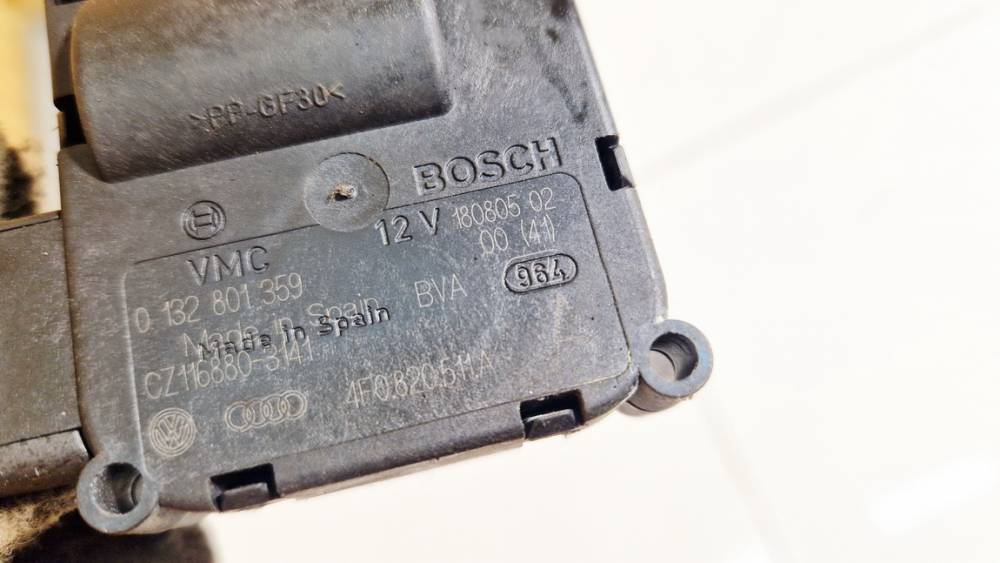 >PP-GF30<
BOSCH
12 V 180805 02
00 (41)
VMC
964
0 132 801 359
BVA
Made in Spain
Made in Spain
CZ116880-3141
4F0.820.511.A